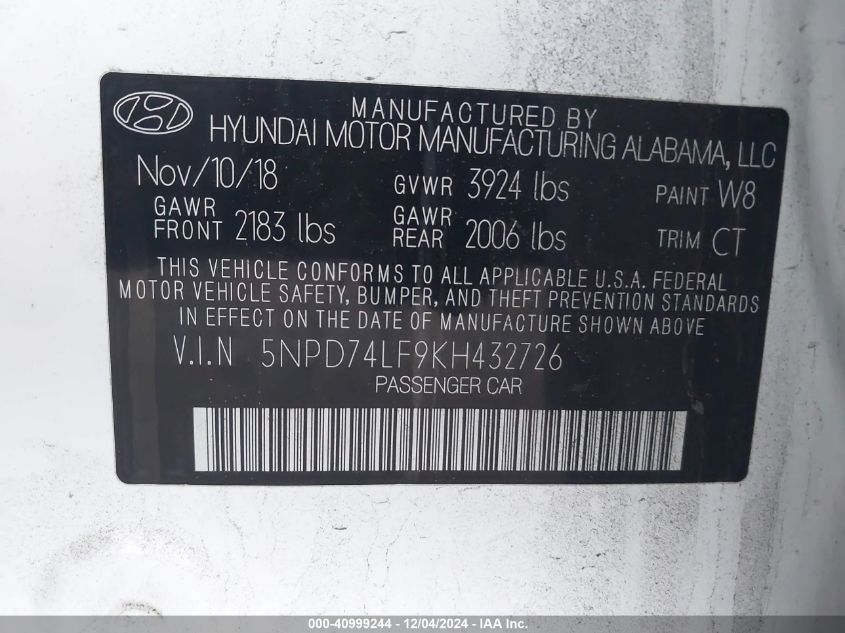 MANUFACTURED BY
HYUNDAI MOTOR MANUFACTURING ALABAMA, LLC
Nov/10/18 GVWR 3924 lbs PAINT W8
GAWR FRONT 2183 lbs GAWR REAR 2006 lbs TRIM CT
THIS VEHICLE CONFORMS TO ALL APPLICABLE U.S.A. FEDERAL
MOTOR VEHICLE SAFETY, BUMPER, AND THEFT PREVENTION STANDARDS
IN EFFECT ON THE DATE OF MANUFACTURE SHOWN ABOVE
V.I.N 5NPD74LF9KH432726
PASSENGER CAR
000-40999244 - 12/04/2024 - IAA Inc.